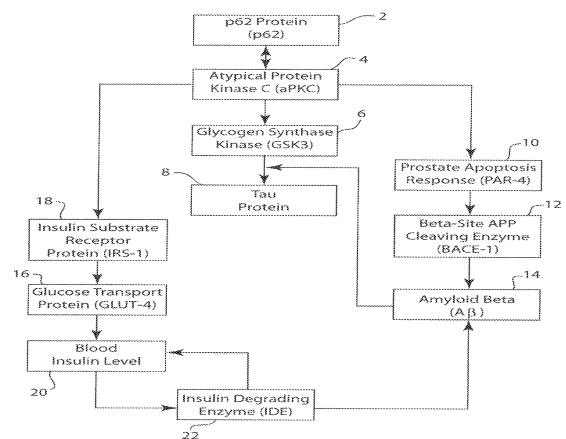 p62 Protein
(p62)
2
Atypical Protein
Kinase C (aPKC)
4
Glycogen Synthase
Kinase (GSK3)
6
8
Tau
Protein
10
Prostate Apoptosis
Response (PAR-4)
12
Beta-Site APP
Cleaving Enzyme
(BACE-1)
14
Amyloid Beta
(Aβ)
18
Insulin Substrate
Receptor
Protein (IRS-1)
16
Glucose Transport
Protein (GLUT-4)
Blood
Insulin Level
20
Insulin Degrading
Enzyme (IDE)
22